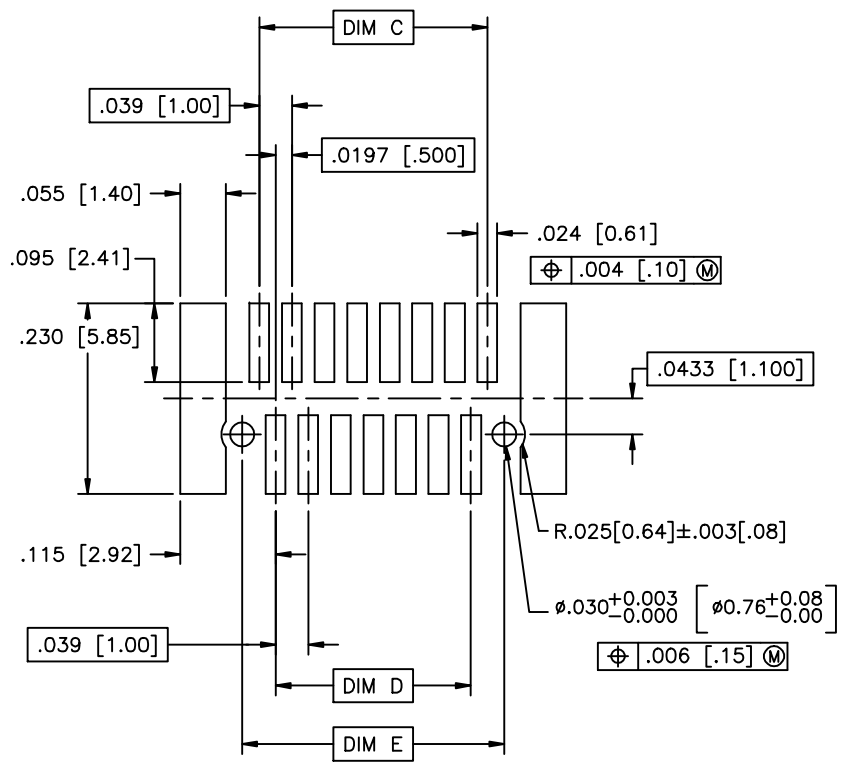 DIM C
.039 [1.00]
.0197 [.500]
.055 [1.40]
.024 [0.61]
.095 [2.41]
⌖ .004 [.10] Ⓜ
.230 [5.85]
.0433 [1.100]
R.025[0.64]±.003[.08]
.115 [2.92]
ø.030+0.003 -0.000 [ø0.76+0.08 -0.00]
.039 [1.00]
⌖ .006 [.15] Ⓜ
DIM D
DIM E